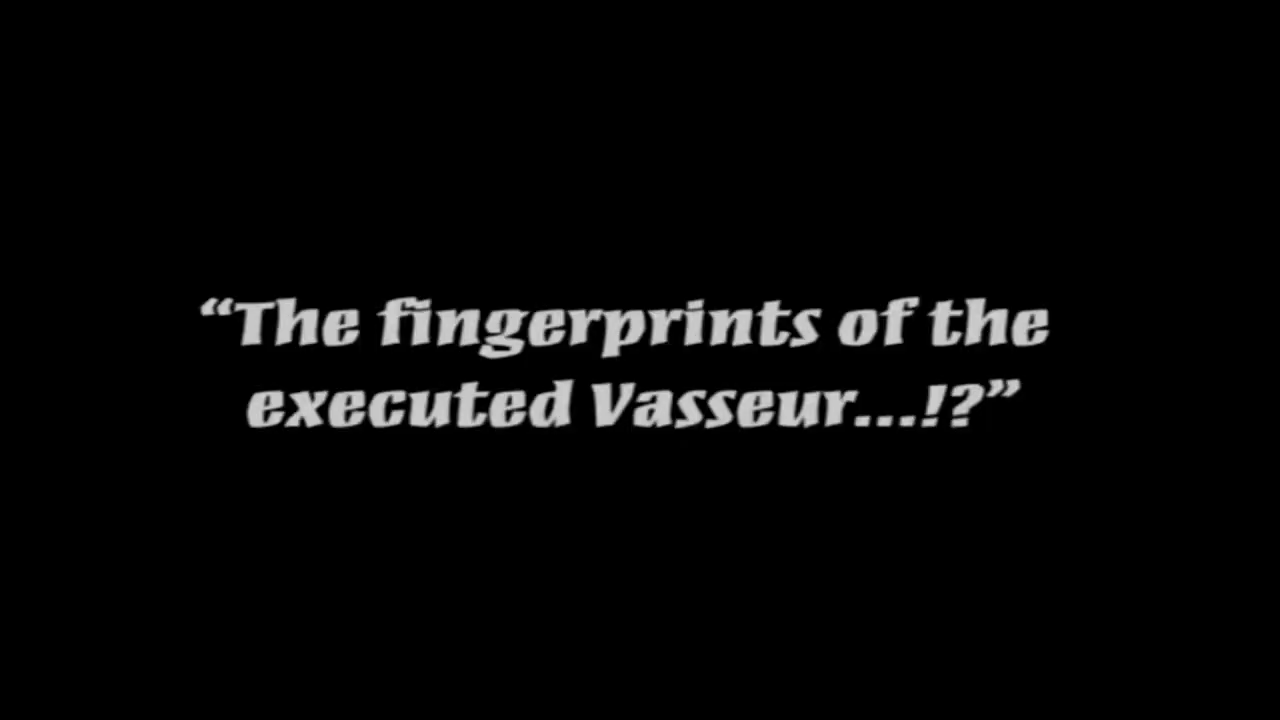 “The fingerprints of the
executed Vasseur...!?”